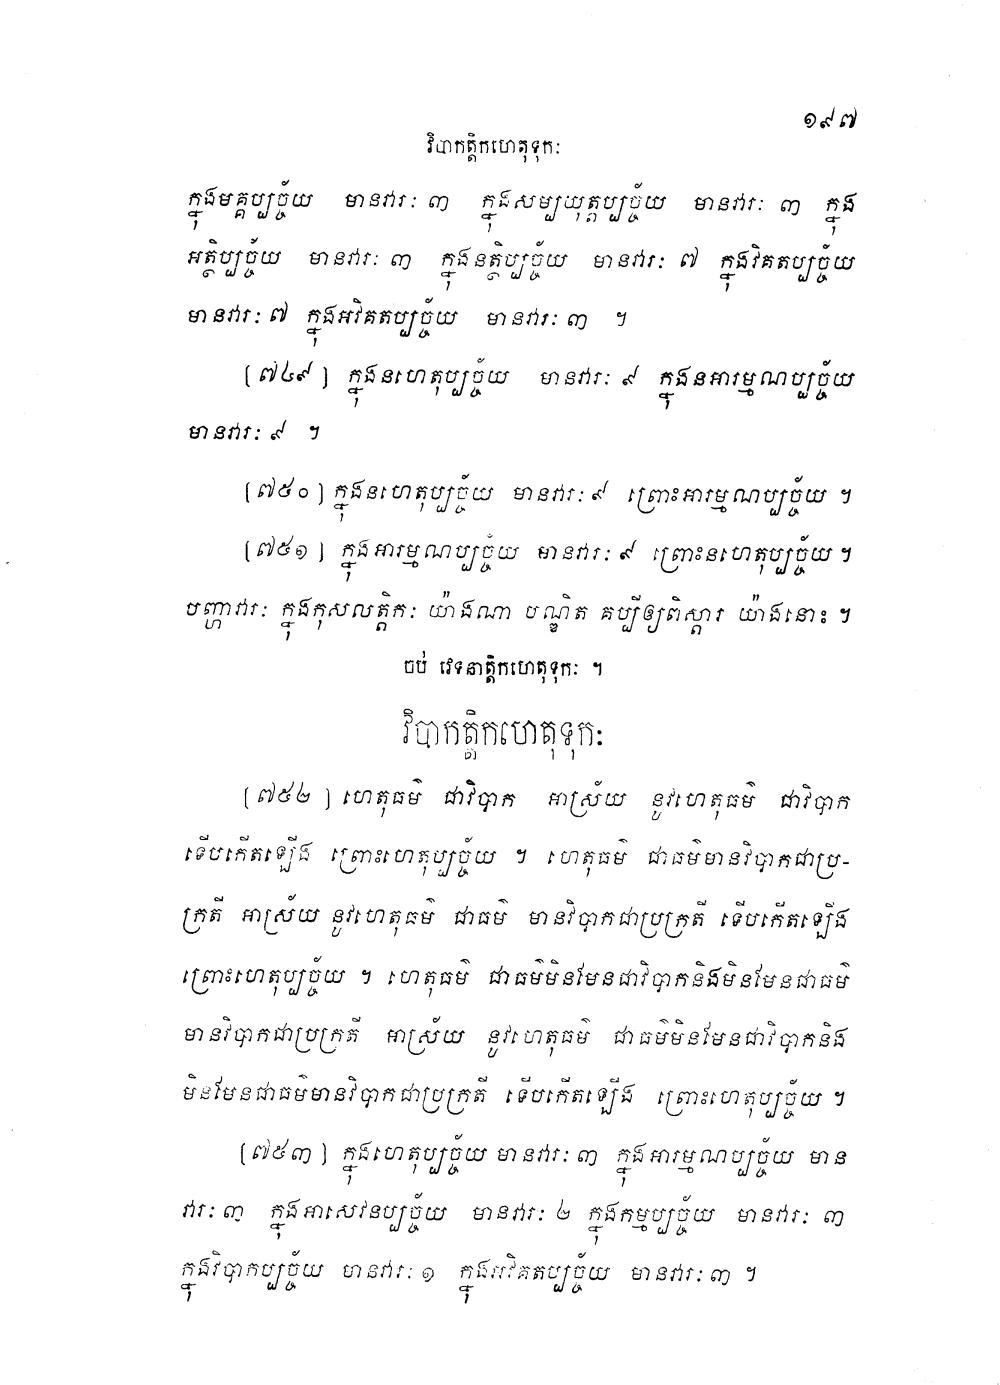 ១៩៧
វិបាកត្តិកហេតុទុកៈ
ក្នុងមគ្គប្បច្ច័យ មានវារៈ ៣ ក្នុងសម្បយុត្តប្បច្ច័យ មានវារៈ ៣ ក្នុង
អត្ថិប្បច្ច័យ មានវារៈ ៣ ក្នុងនត្ថិប្បច្ច័យ មានវារៈ ៧ ក្នុងវិគតប្បច្ច័យ
មានវារៈ ៧ ក្នុងអវិគតប្បច្ច័យ មានវារៈ ៣ ។
[៧៤៩] ក្នុងនហេតុប្បច្ច័យ មានវារៈ ៩ ក្នុងនអារម្មណប្បច្ច័យ
មានវារៈ ៩ ។
[៧៥០] ក្នុងនហេតុប្បច្ច័យ មានវារៈ ៩ ព្រោះអារម្មណប្បច្ច័យ ។
[៧៥១] ក្នុងអារម្មណប្បច្ច័យ មានវារៈ ៩ ព្រោះនហេតុប្បច្ច័យ ។
បញ្ហាវារៈ ក្នុងកុសលត្តិកៈ យ៉ាងណា បណ្ឌិត គប្បីឲ្យពិស្តារ យ៉ាងនោះ ។
ចប់ វេទនាត្តិកហេតុទុកៈ ។
វិបាកត្តិកហេតុទុកៈ
[៧៥២] ហេតុធម៌ ជាវិបាក អាស្រ័យ នូវហេតុធម៌ ជាវិបាក
ទើបកើតឡើង ព្រោះហេតុប្បច្ច័យ ។ ហេតុធម៌ ជាធម៌មានវិបាកជាប្រ-
ក្រតី អាស្រ័យ នូវហេតុធម៌ ជាធម៌ មានវិបាកជាប្រក្រតី ទើបកើតឡើង
ព្រោះហេតុប្បច្ច័យ ។ ហេតុធម៌ ជាធម៌មិនមែនជាវិបាកនិងមិនមែនជាធម៌
មានវិបាកជាប្រក្រតី អាស្រ័យ នូវហេតុធម៌ ជាធម៌មិនមែនជាវិបាកនិង
មិនមែនជាធម៌មានវិបាកជាប្រក្រតី ទើបកើតឡើង ព្រោះហេតុប្បច្ច័យ ។
[៧៥៣] ក្នុងហេតុប្បច្ច័យ មានវារៈ ៣ ក្នុងអារម្មណប្បច្ច័យ មាន
វារៈ ៣ ក្នុងអាសេវនប្បច្ច័យ មានវារៈ ២ ក្នុងកម្មប្បច្ច័យ មានវារៈ ៣
ក្នុងវិបាកប្បច្ច័យ មានវារៈ ១ ក្នុងអវិគតប្បច្ច័យ មានវារៈ ៣ ។